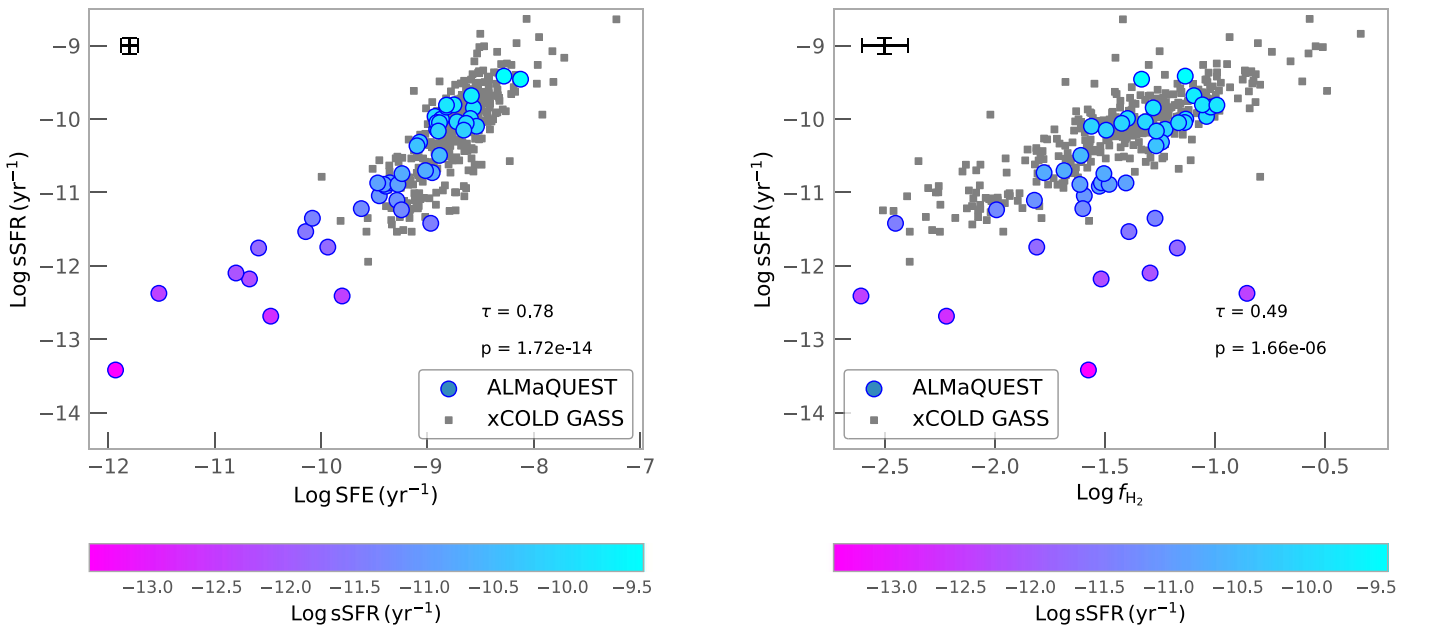 −9
−10
−11
−12
−13
−14
Log sSFR (yr⁻¹)
τ = 0.78
p = 1.72e-14
ALMaQUEST
xCOLD GASS
−12 −11 −10 −9 −8 −7
Log SFE (yr⁻¹)
−13.0 −12.5 −12.0 −11.5 −11.0 −10.5 −10.0 −9.5
Log sSFR (yr⁻¹)
−9
−10
−11
−12
−13
−14
Log sSFR (yr⁻¹)
τ = 0.49
p = 1.66e-06
ALMaQUEST
xCOLD GASS
−2.5 −2.0 −1.5 −1.0 −0.5
Log f_H₂
−13.0 −12.5 −12.0 −11.5 −11.0 −10.5 −10.0 −9.5
Log sSFR (yr⁻¹)